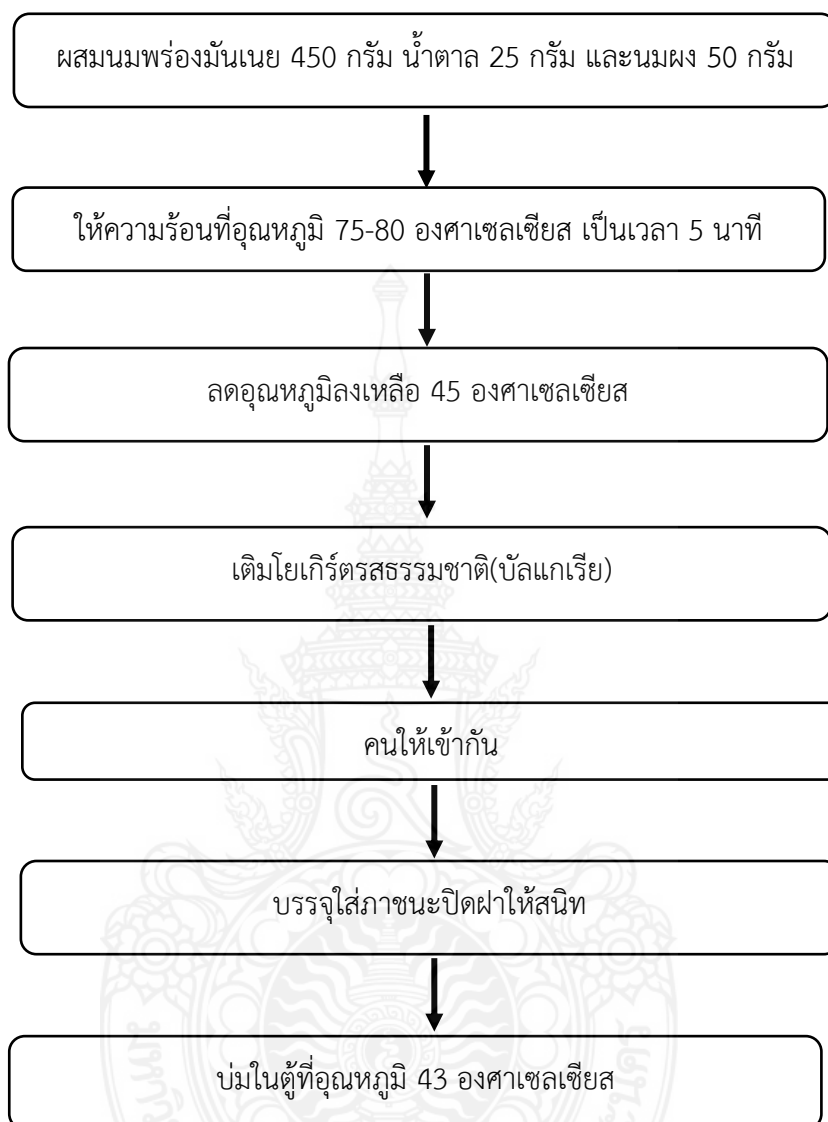 ผสมนมพร่องมันเนย 450 กรัม น้ำตาล 25 กรัม และนมผง 50 กรัม
ให้ความร้อนที่อุณหภูมิ 75-80 องศาเซลเซียส เป็นเวลา 5 นาที
ลดอุณหภูมิลงเหลือ 45 องศาเซลเซียส
เติมโยเกิร์ตรสธรรมชาติ(บัลแกเรีย)
คนให้เข้ากัน
บรรจุใส่ภาชนะปิดฝาให้สนิท
บ่มในตู้ที่อุณหภูมิ 43 องศาเซลเซียส